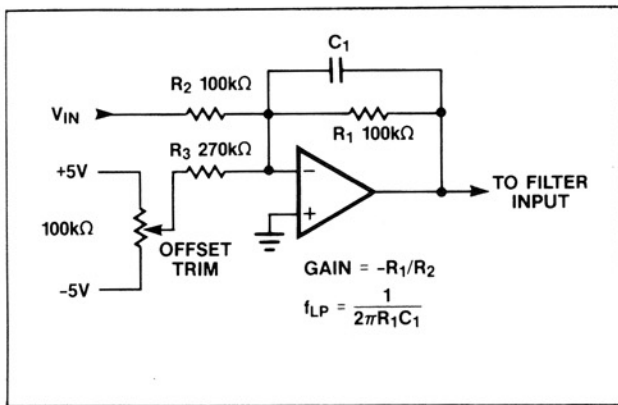 C1
R2 100kΩ
VIN
R1 100kΩ
R3 270kΩ
+5V
−
+
100kΩ
OFFSET
TRIM
−5V
TO FILTER
INPUT
GAIN = -R1/R2
fLP = 1
2πR1C1